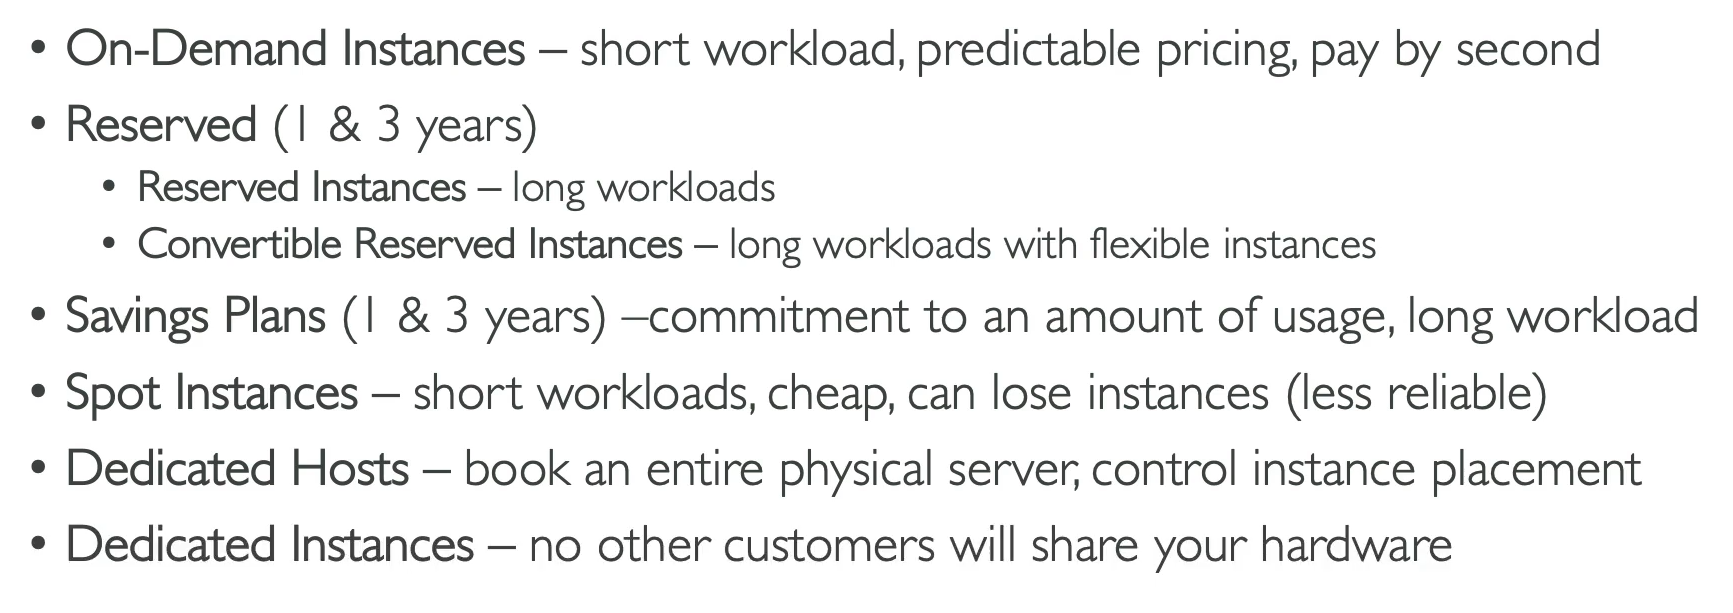 • On-Demand Instances – short workload, predictable pricing, pay by second
• Reserved (1 & 3 years)
• Reserved Instances – long workloads
• Convertible Reserved Instances – long workloads with flexible instances
• Savings Plans (1 & 3 years) –commitment to an amount of usage, long workload
• Spot Instances – short workloads, cheap, can lose instances (less reliable)
• Dedicated Hosts – book an entire physical server, control instance placement
• Dedicated Instances – no other customers will share your hardware